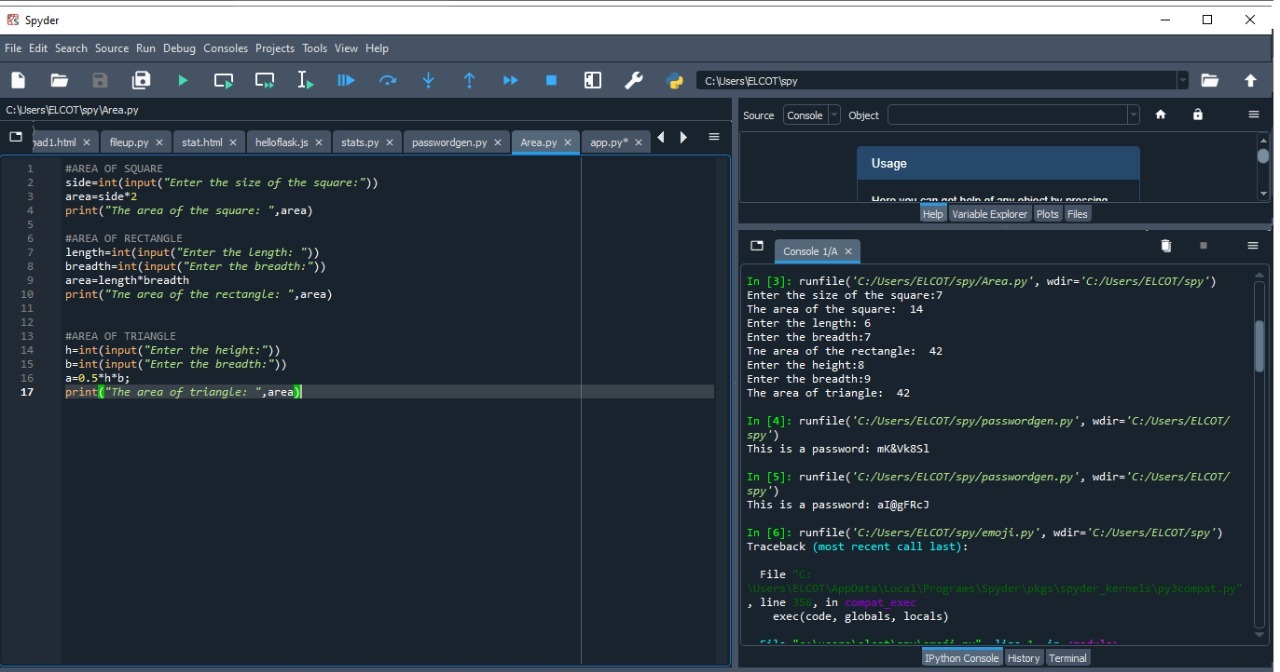 Spyder
File Edit Search Source Run Debug Consoles Projects Tools View Help
C:\Users\ELCOT\spy
C:\Users\ELCOT\spy\Area.py
fileup.py stat.html helloflask.js stats.py passwordgen.py Area.py app.py*
1 #AREA OF SQUARE
2 side=int(input("Enter the size of the square:"))
3 area=side*2
4 print("The area of the square: ",area)
5
6 #AREA OF RECTANGLE
7 length=int(input("Enter the length: "))
8 breadth=int(input("Enter the breadth:"))
9 area=length*breadth
10 print("Tne area of the rectangle: ",area)
11
12
13 #AREA OF TRIANGLE
14 h=int(input("Enter the height:"))
15 b=int(input("Enter the breadth:"))
16 a=0.5*h*b;
17 print("The area of triangle: ",area)
Source Console Object
Usage
Here you can get help of any object by pressing
Help Variable Explorer Plots Files
Console 1/A
In [3]: runfile('C:/Users/ELCOT/spy/Area.py', wdir='C:/Users/ELCOT/spy')
Enter the size of the square:7
The area of the square:  14
Enter the length: 6
Enter the breadth:7
Tne area of the rectangle:  42
Enter the height:8
Enter the breadth:9
The area of triangle:  42
In [4]: runfile('C:/Users/ELCOT/spy/passwordgen.py', wdir='C:/Users/ELCOT/
spy')
This is a password: mK&Vk8Sl
In [5]: runfile('C:/Users/ELCOT/spy/passwordgen.py', wdir='C:/Users/ELCOT/
spy')
This is a password: aI@gFRcJ
In [6]: runfile('C:/Users/ELCOT/spy/emoji.py', wdir='C:/Users/ELCOT/spy')
Traceback (most recent call last):
File "C:
\Users\ELCOT\AppData\Local\Programs\Spyder\pkgs\spyder_kernels\py3compat.py"
, line 356, in compat_exec
exec(code, globals, locals)
IPython Console History Terminal